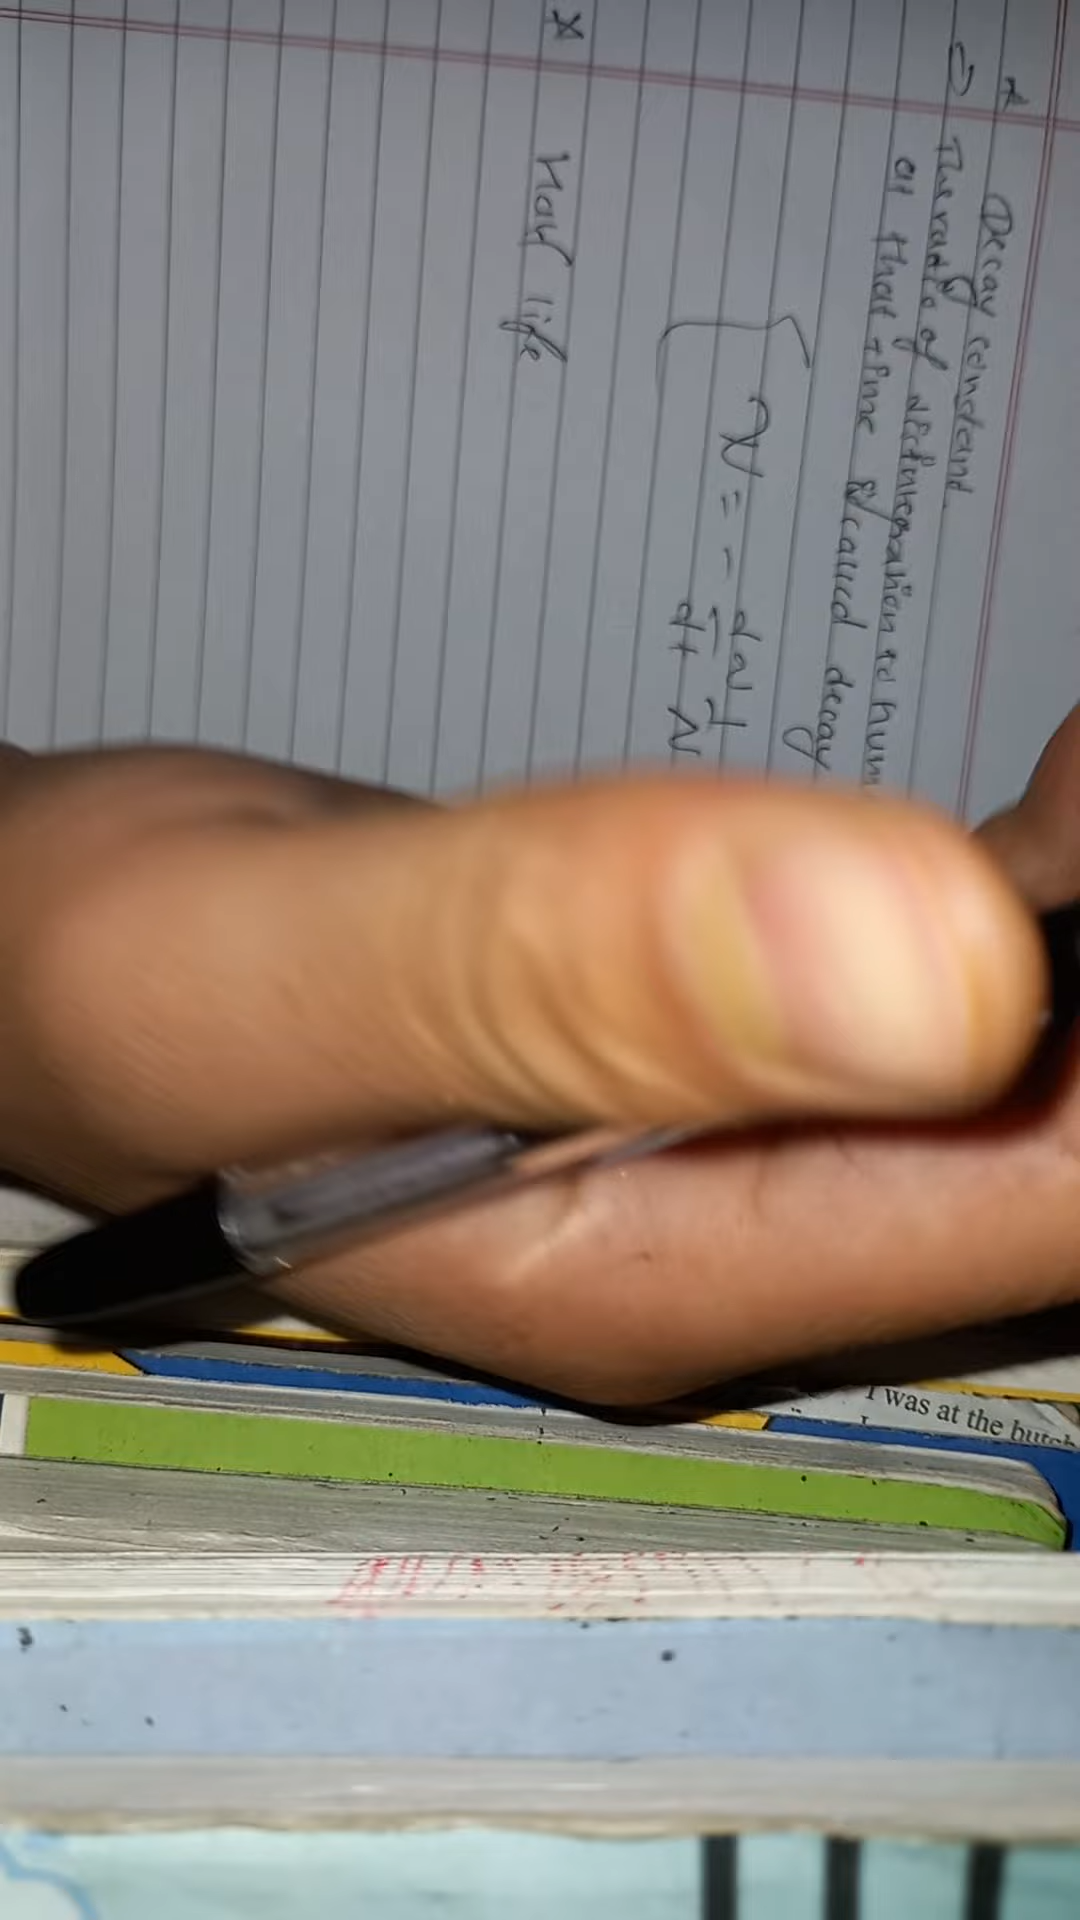 * Decay constant.
→ The ratio of disintegration to num
at that time is called decay
λ = - dN/dt 1/N
* Half life
I was at the butch